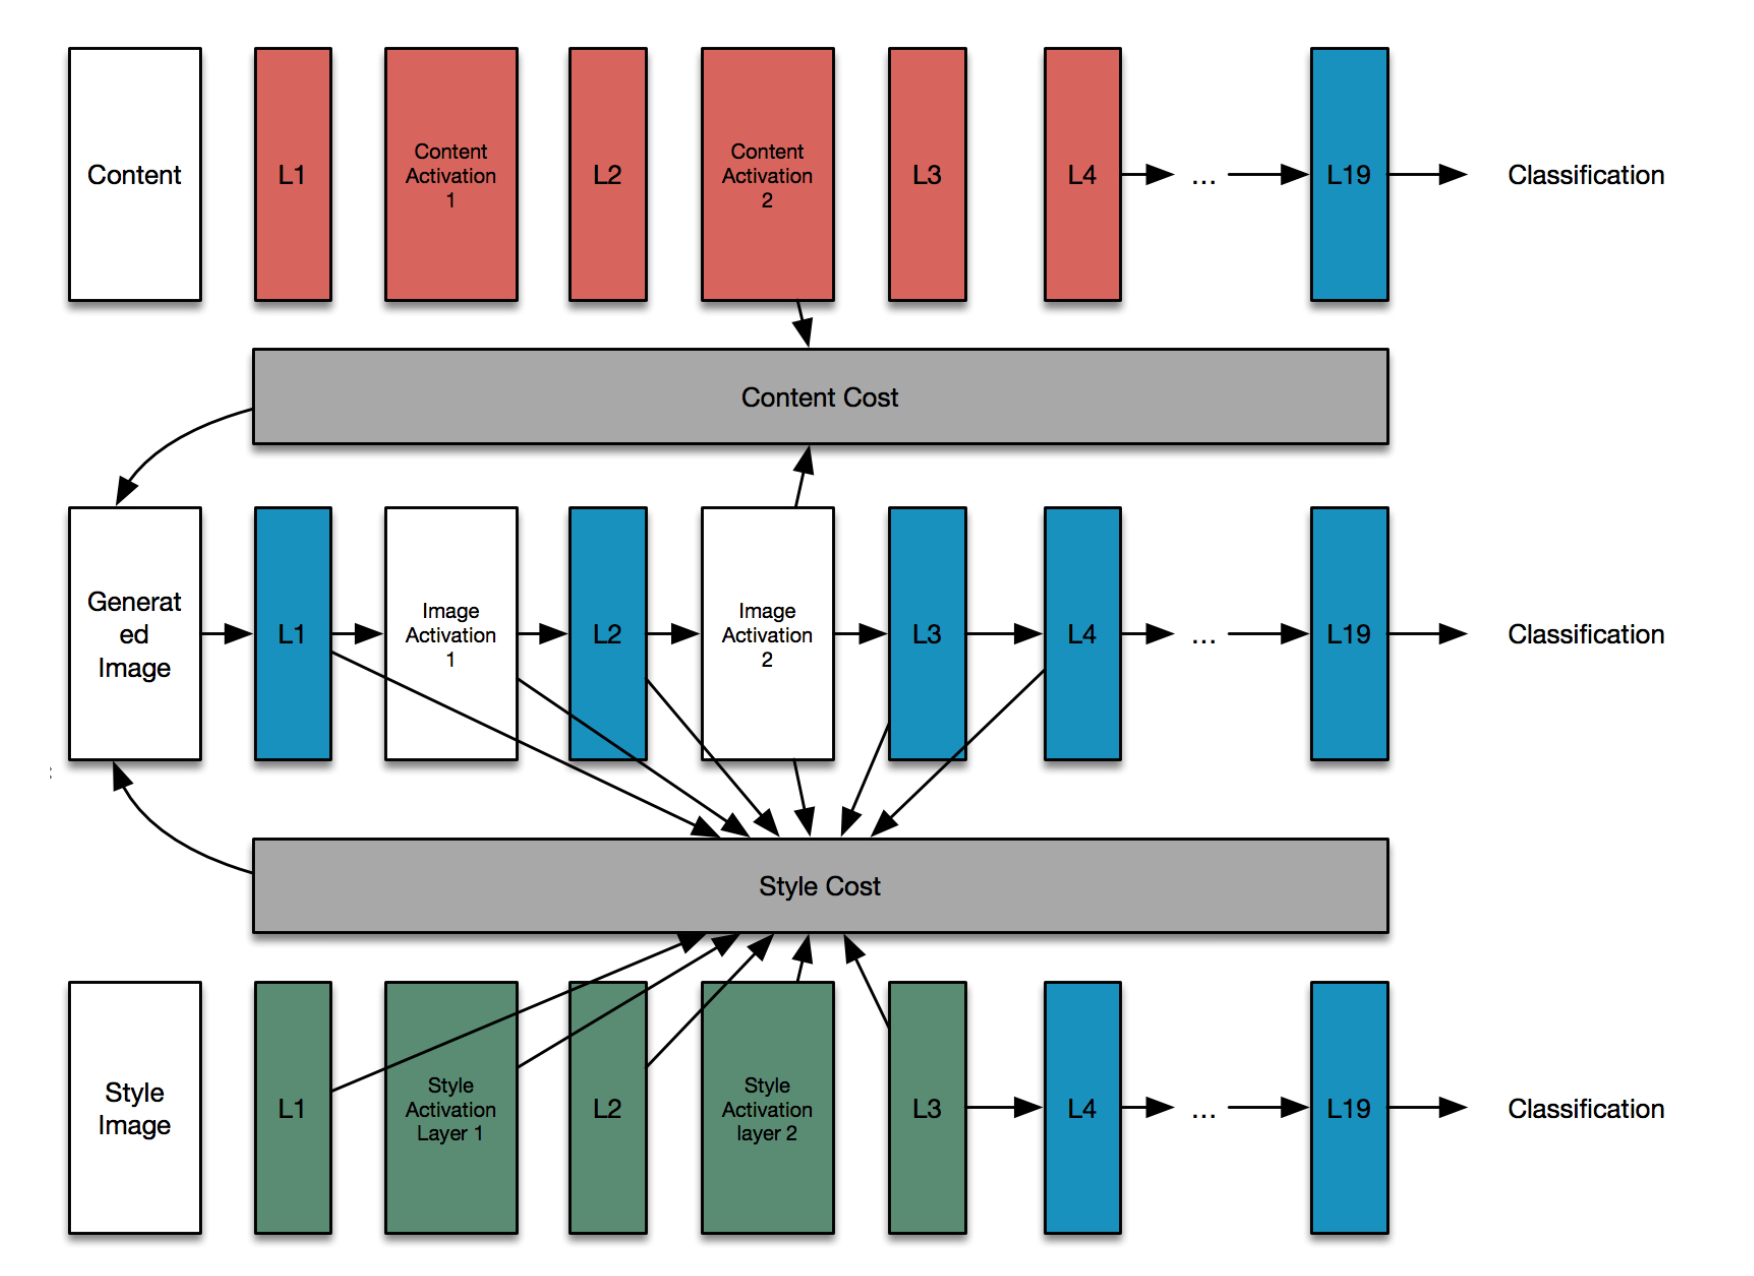 Content
L1
Content
Activation
1
L2
Content
Activation
2
L3
L4
...
L19
Classification
Content Cost
Generat
ed
Image
L1
Image
Activation
1
L2
Image
Activation
2
L3
L4
...
L19
Classification
Style Cost
Style
Image
L1
Style
Activation
Layer 1
L2
Style
Activation
layer 2
L3
L4
...
L19
Classification